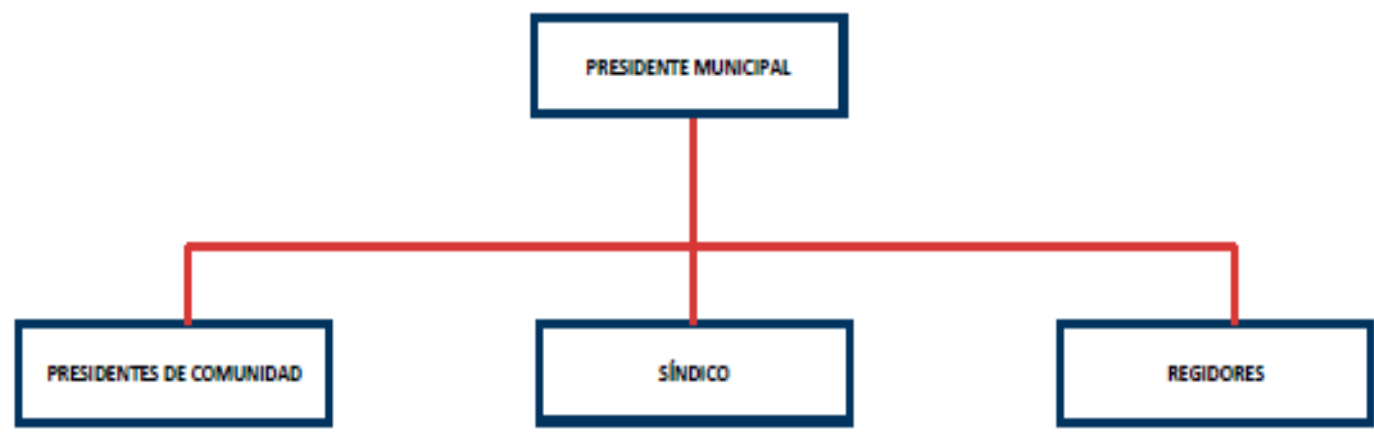 PRESIDENTE MUNICIPAL
PRESIDENTES DE COMUNIDAD
SÍNDICO
REGIDORES